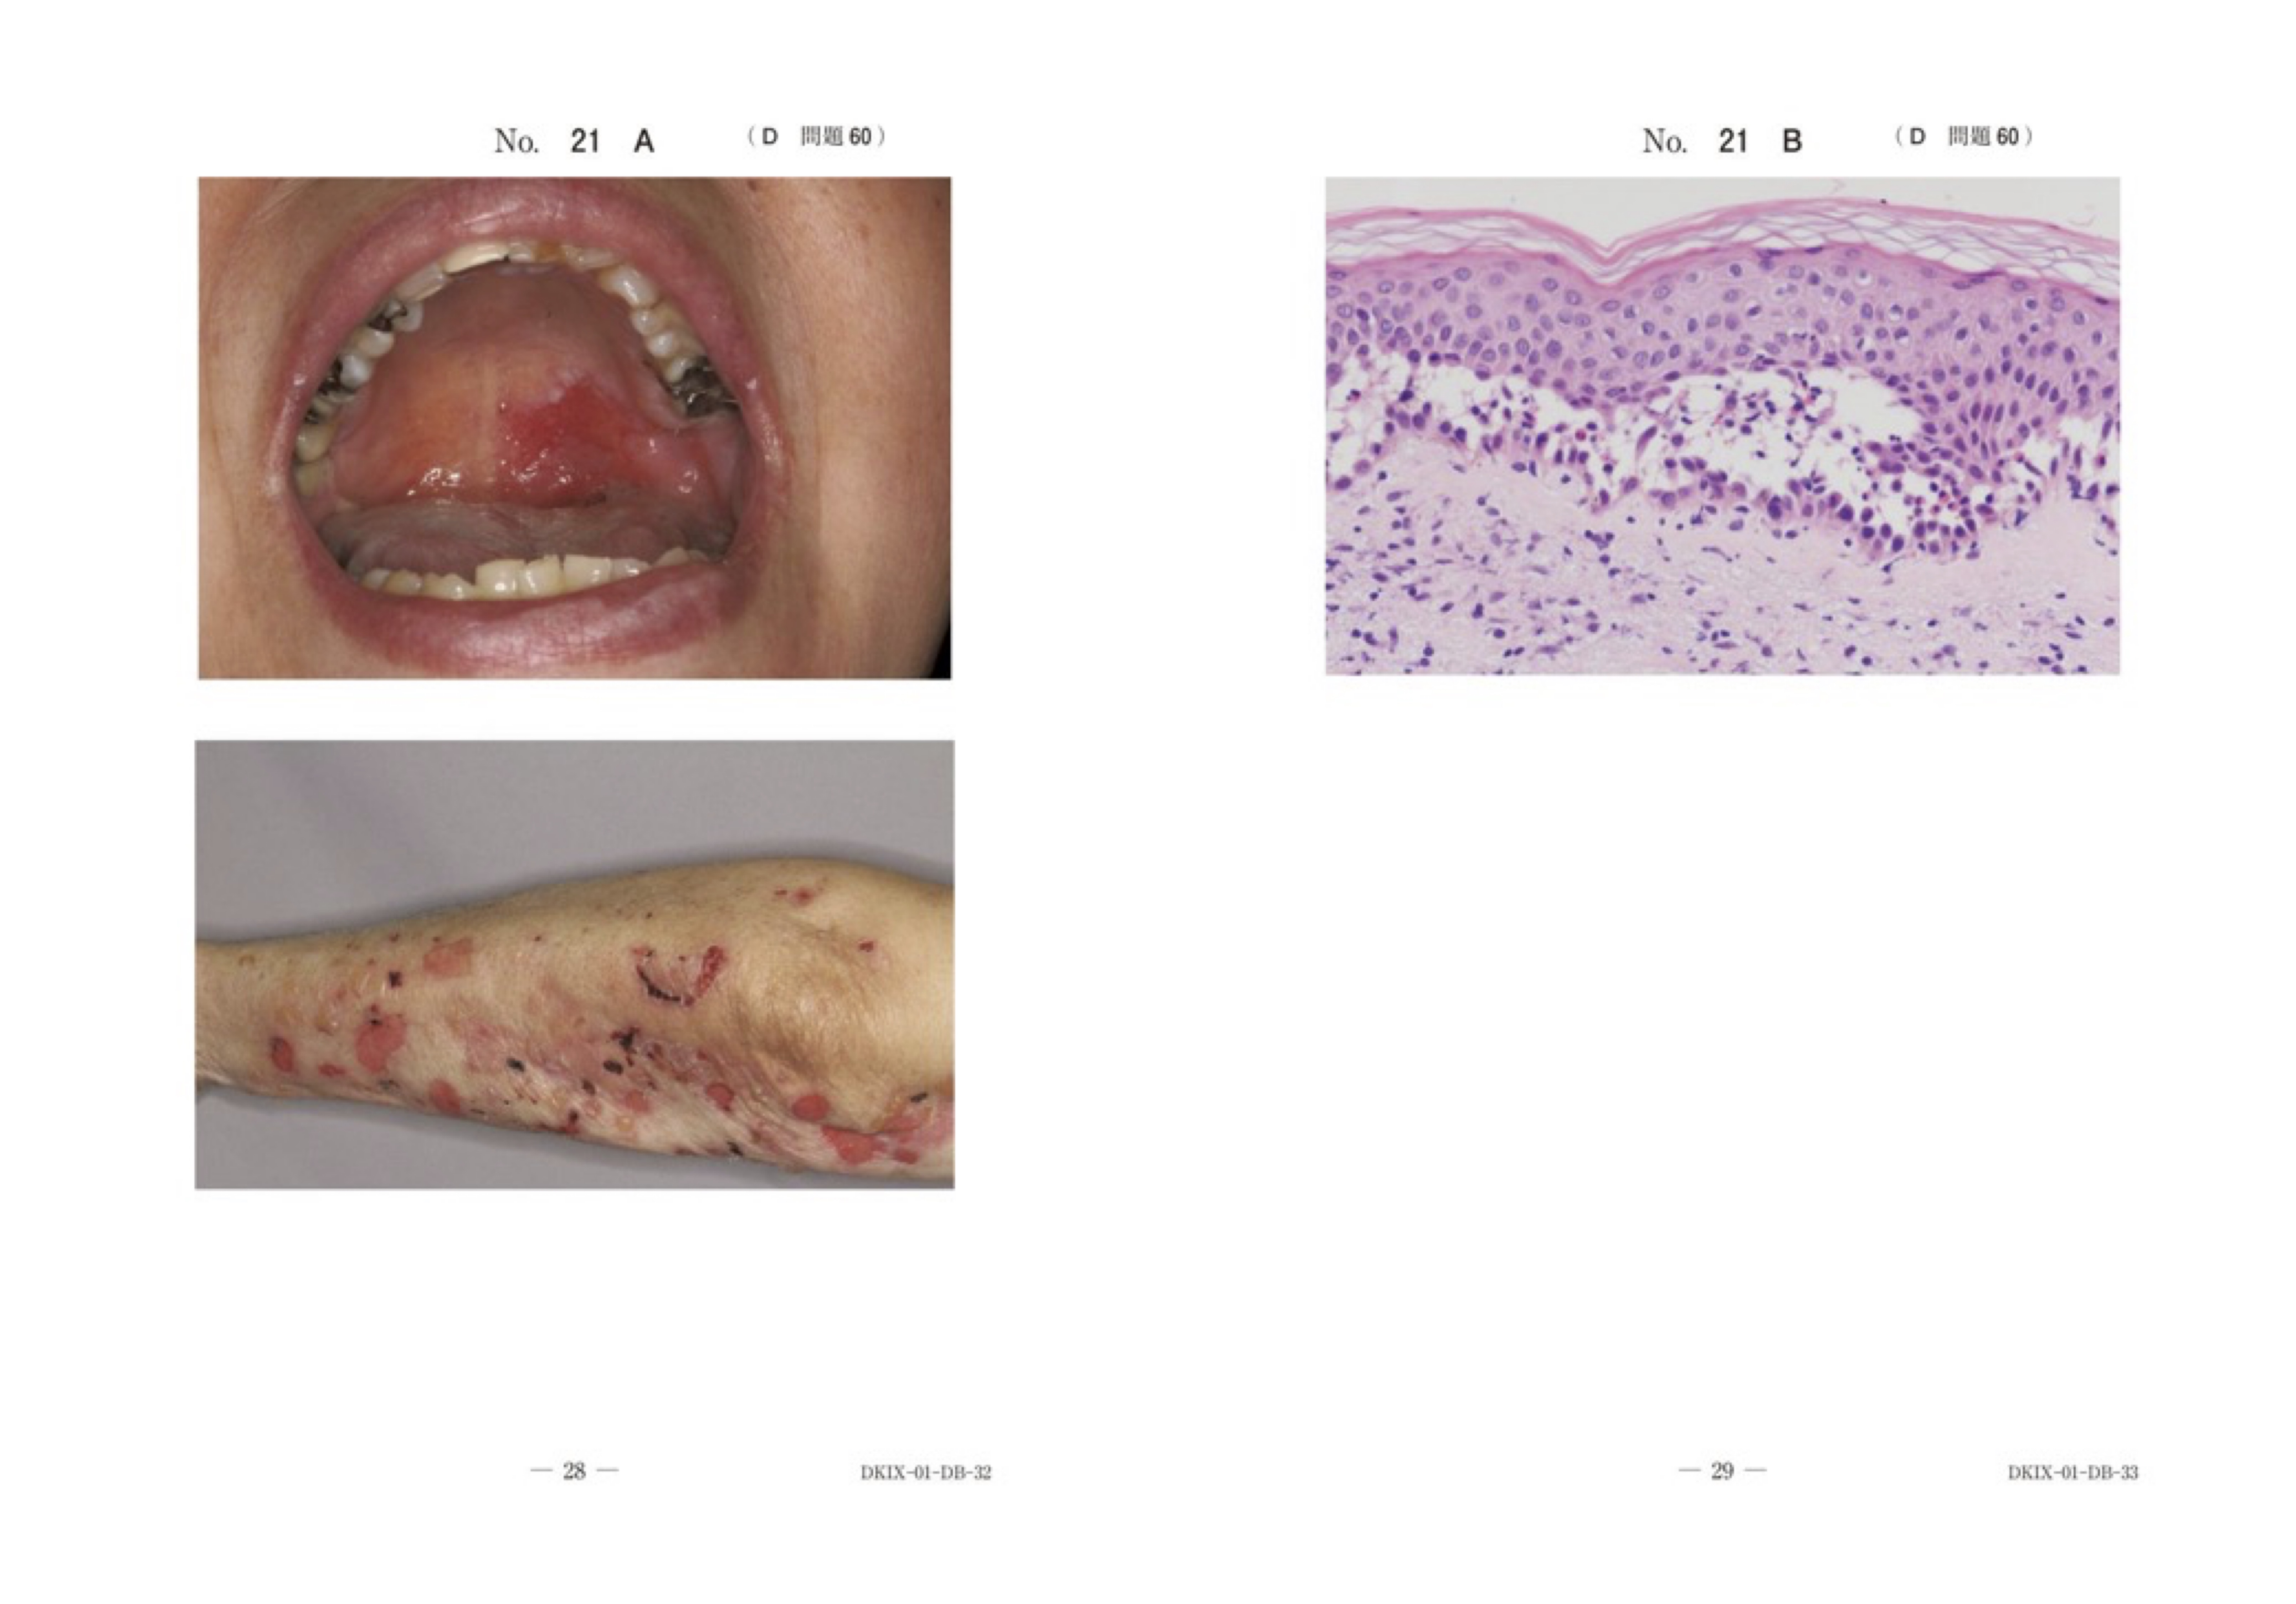 No. 21 A （D 問題 60）
No. 21 B （D 問題 60）
— 28 — DKIX-01-DB-32
— 29 — DKIX-01-DB-33